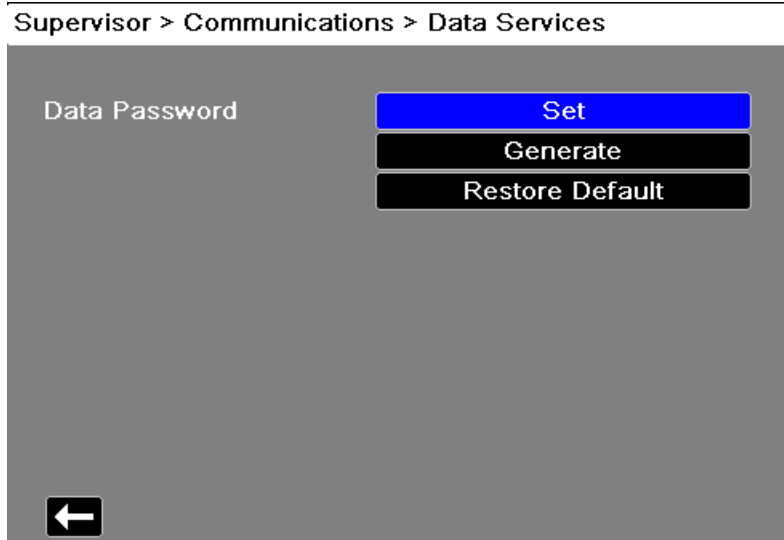 Supervisor > Communications > Data Services
Data Password
Set
Generate
Restore Default